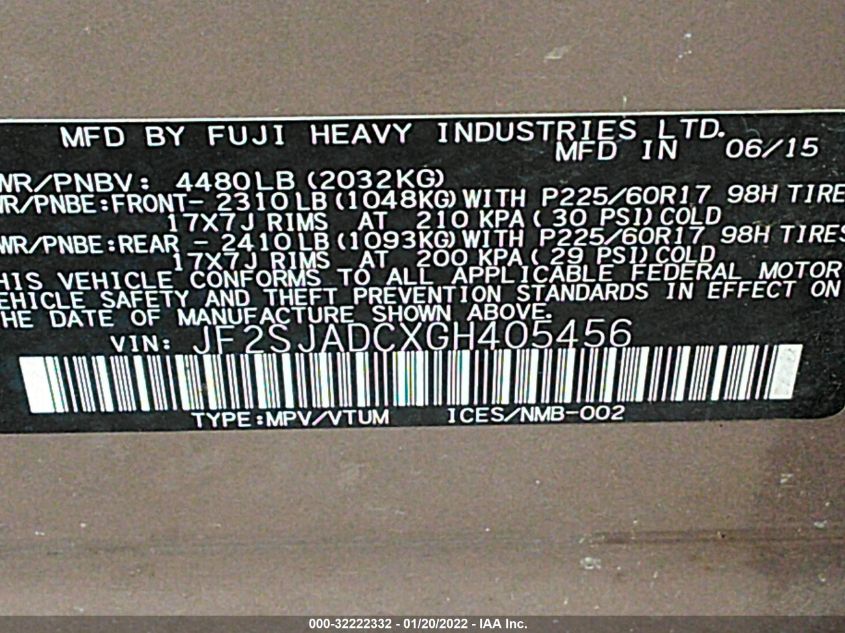 MFD BY FUJI HEAVY INDUSTRIES LTD.
MFD IN 06/15
WR/PNBV: 4480LB (2032KG)
WR/PNBE:FRONT- 2310LB (1048KG) WITH P225/60R17 98H TIRES
17X7J RIMS AT 210 KPA ( 30 PSI) COLD
WR/PNBE:REAR - 2410LB (1093KG) WITH P225/60R17 98H TIRES
17X7J RIMS AT 200 KPA ( 29 PSI) COLD
HIS VEHICLE CONFORMS TO ALL APPLICABLE FEDERAL MOTOR
EHICLE SAFETY AND THEFT PREVENTION STANDARDS IN EFFECT ON
HE DATE OF MANUFACTURE SHOWN ABOVE.
VIN: JF2SJADCXGH405456
TYPE:MPV/VTUM ICES/NMB-002
000-32222332 - 01/20/2022 - IAA Inc.